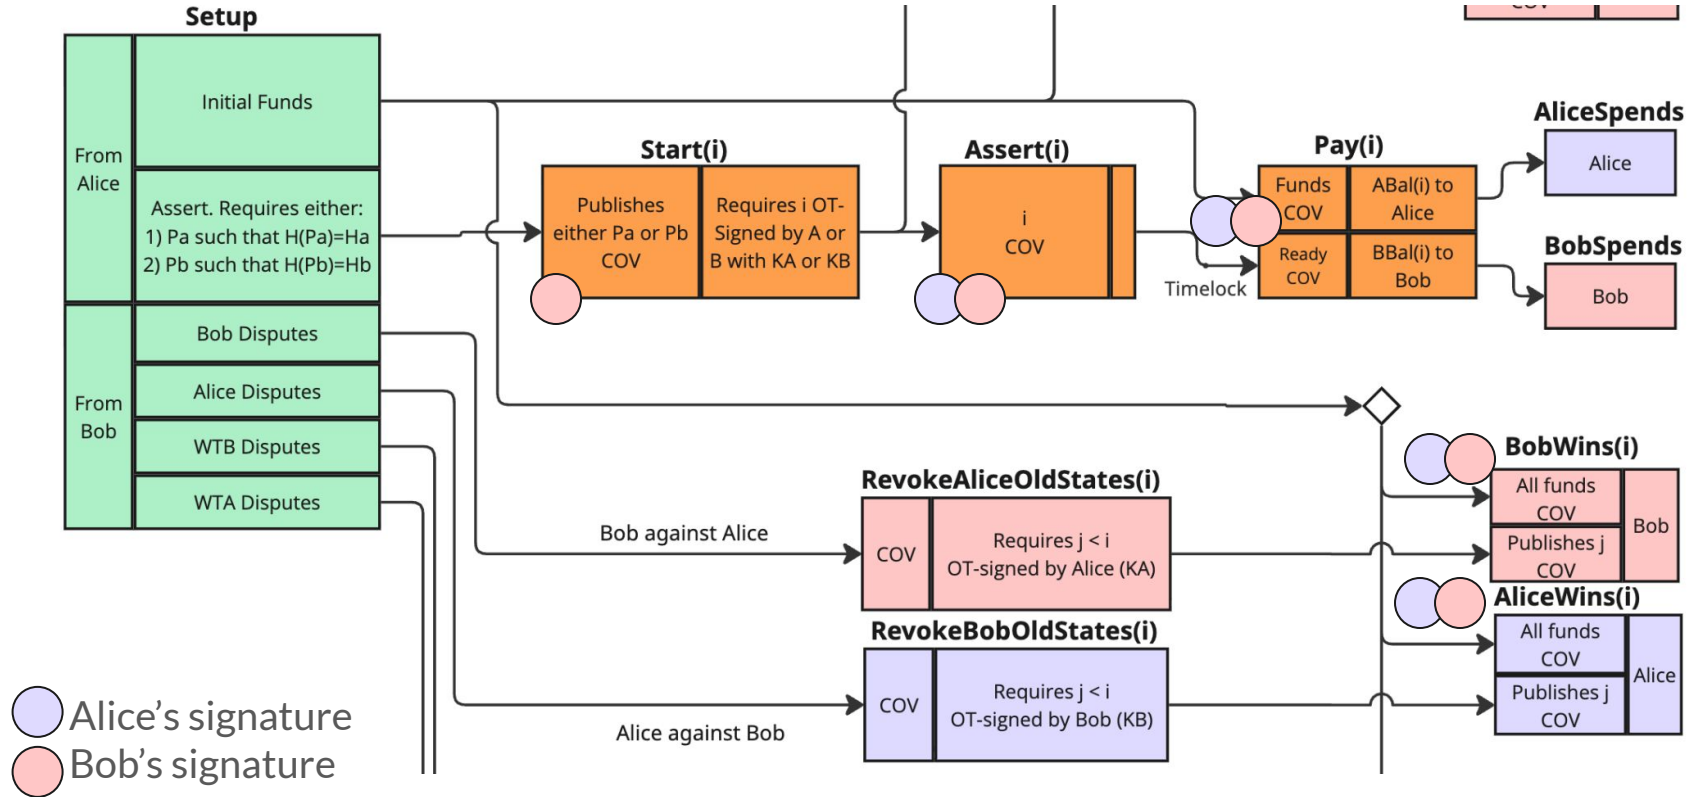 Setup
From
Alice
Initial Funds
Assert. Requires either:
1) Pa such that H(Pa)=Ha
2) Pb such that H(Pb)=Hb
From
Bob
Bob Disputes
Alice Disputes
WTB Disputes
WTA Disputes
Start(i)
Publishes
either Pa or Pb
COV
Requires i OT-
Signed by A or
B with KA or KB
Assert(i)
i
COV
Timelock
Pay(i)
Funds
COV
ABal(i) to
Alice
Ready
COV
BBal(i) to
Bob
AliceSpends
Alice
BobSpends
Bob
Bob against Alice
RevokeAliceOldStates(i)
COV
Requires j < i
OT-signed by Alice (KA)
BobWins(i)
All funds
COV
Publishes j
COV
Bob
Alice against Bob
RevokeBobOldStates(i)
COV
Requires j < i
OT-signed by Bob (KB)
AliceWins(i)
All funds
COV
Publishes j
COV
Alice
Alice’s signature
Bob’s signature